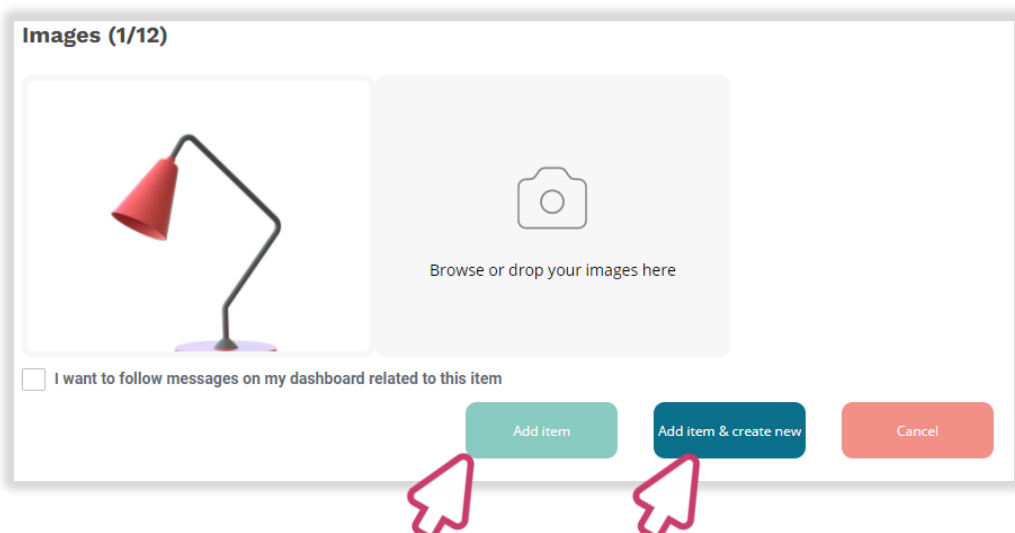 Images (1/12)
Browse or drop your images here
I want to follow messages on my dashboard related to this item
Add item
Add item & create new
Cancel